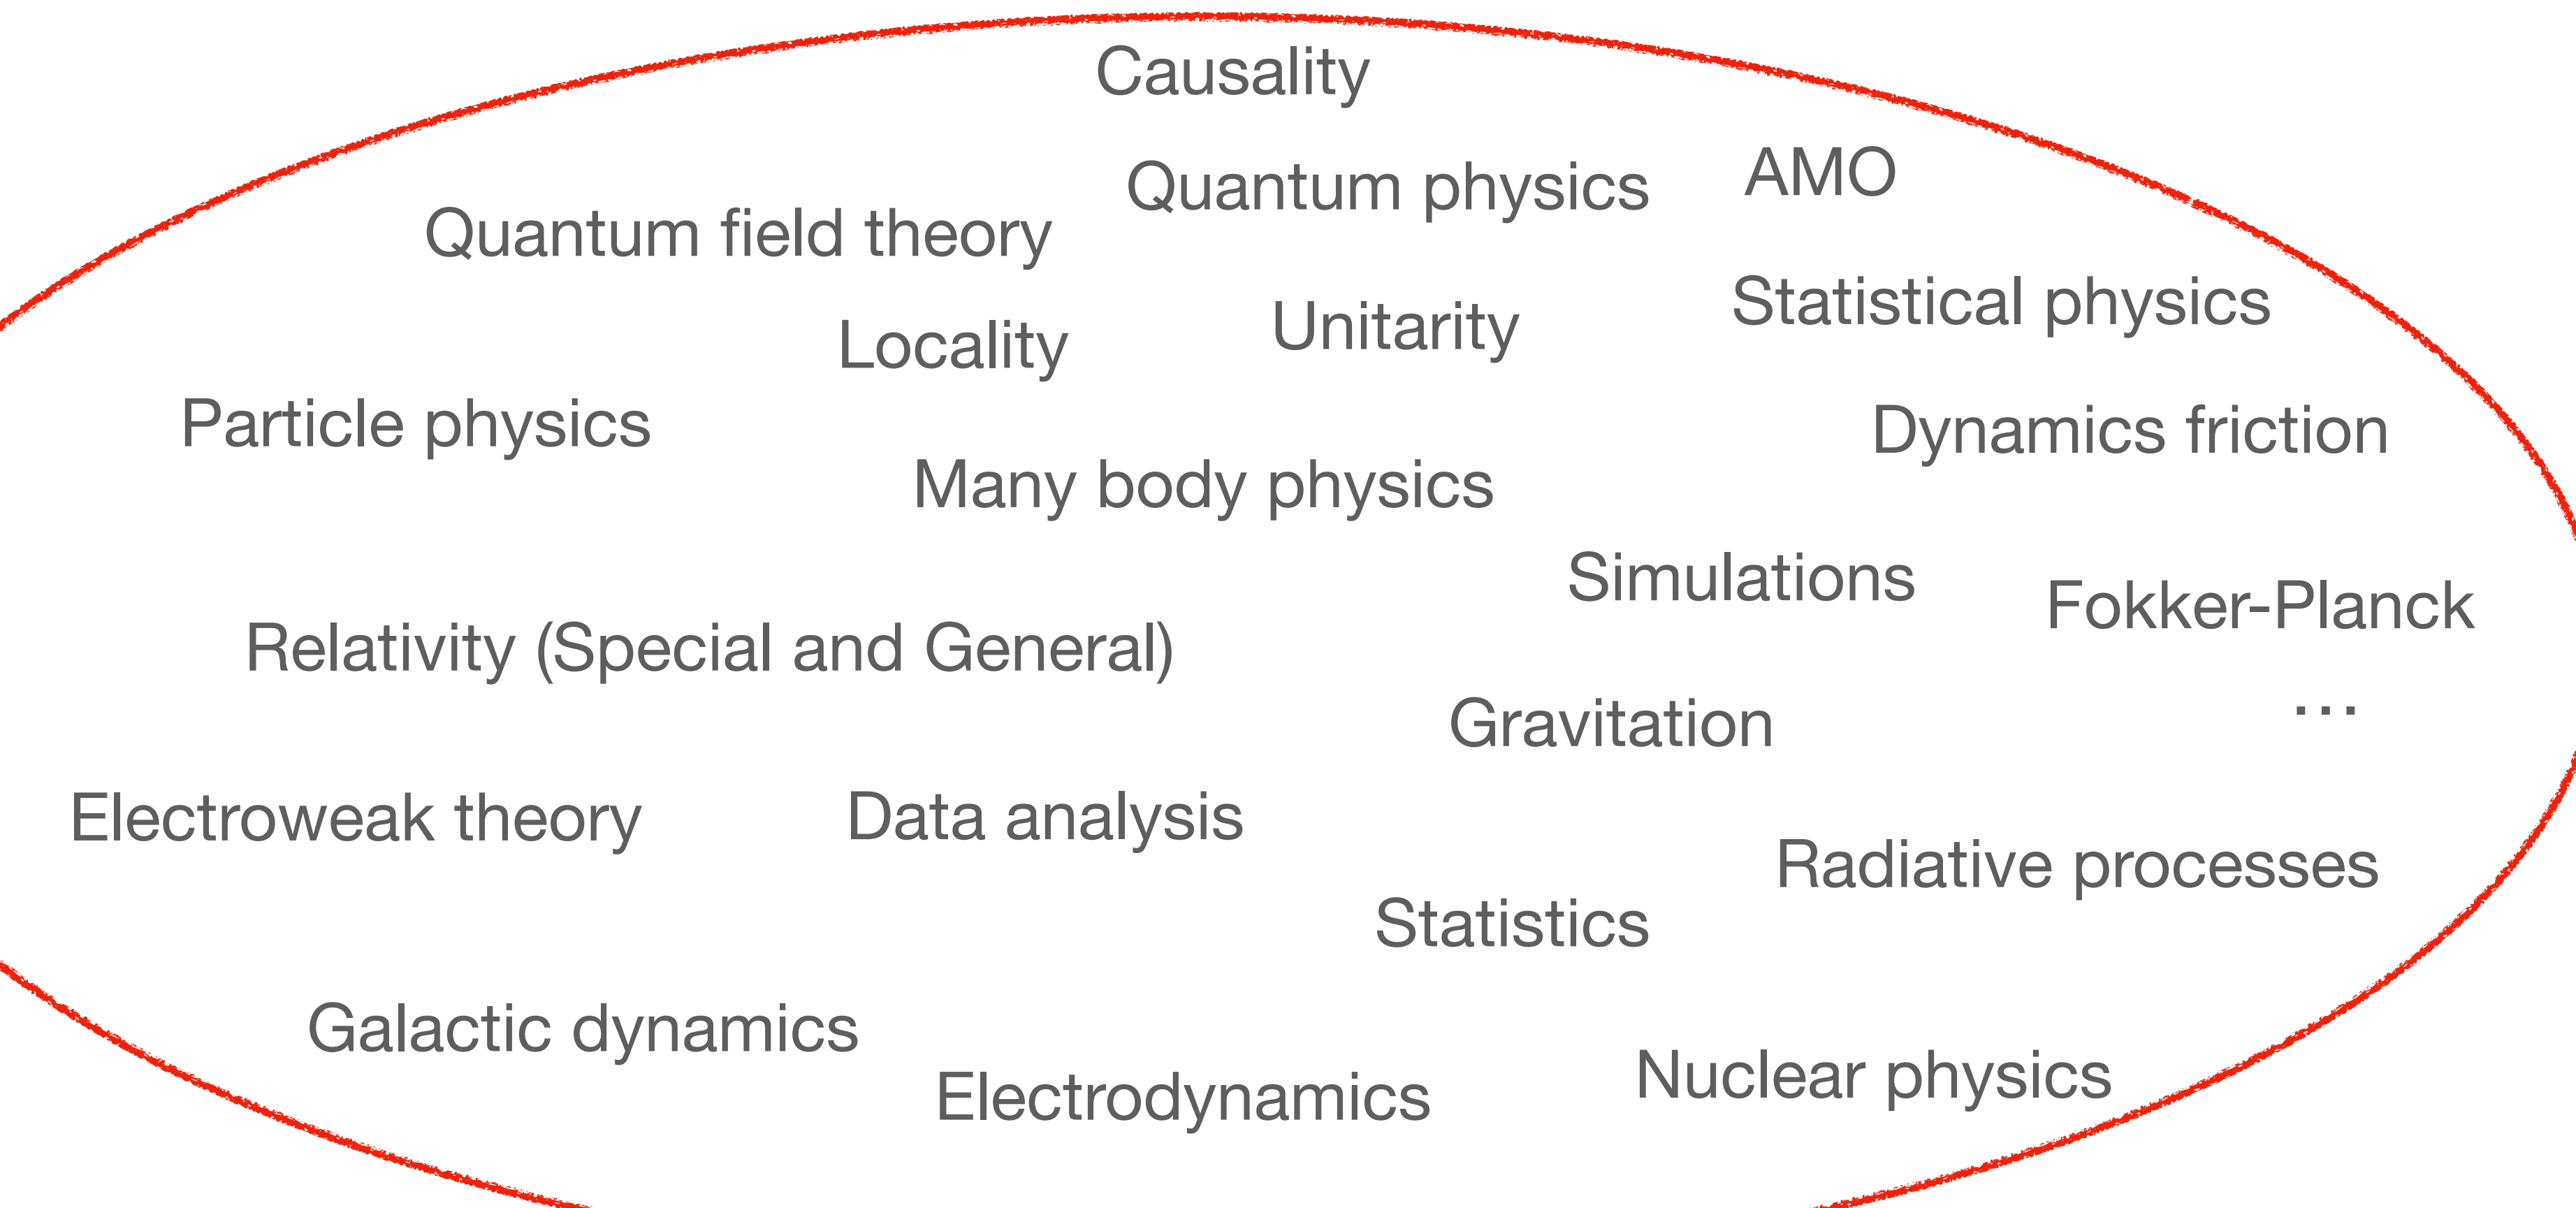 Causality
Quantum physics
AMO
Quantum field theory
Statistical physics
Unitarity
Locality
Particle physics
Dynamics friction
Many body physics
Simulations
Fokker-Planck
Relativity (Special and General)
...
Gravitation
Electroweak theory
Data analysis
Radiative processes
Statistics
Galactic dynamics
Nuclear physics
Electrodynamics